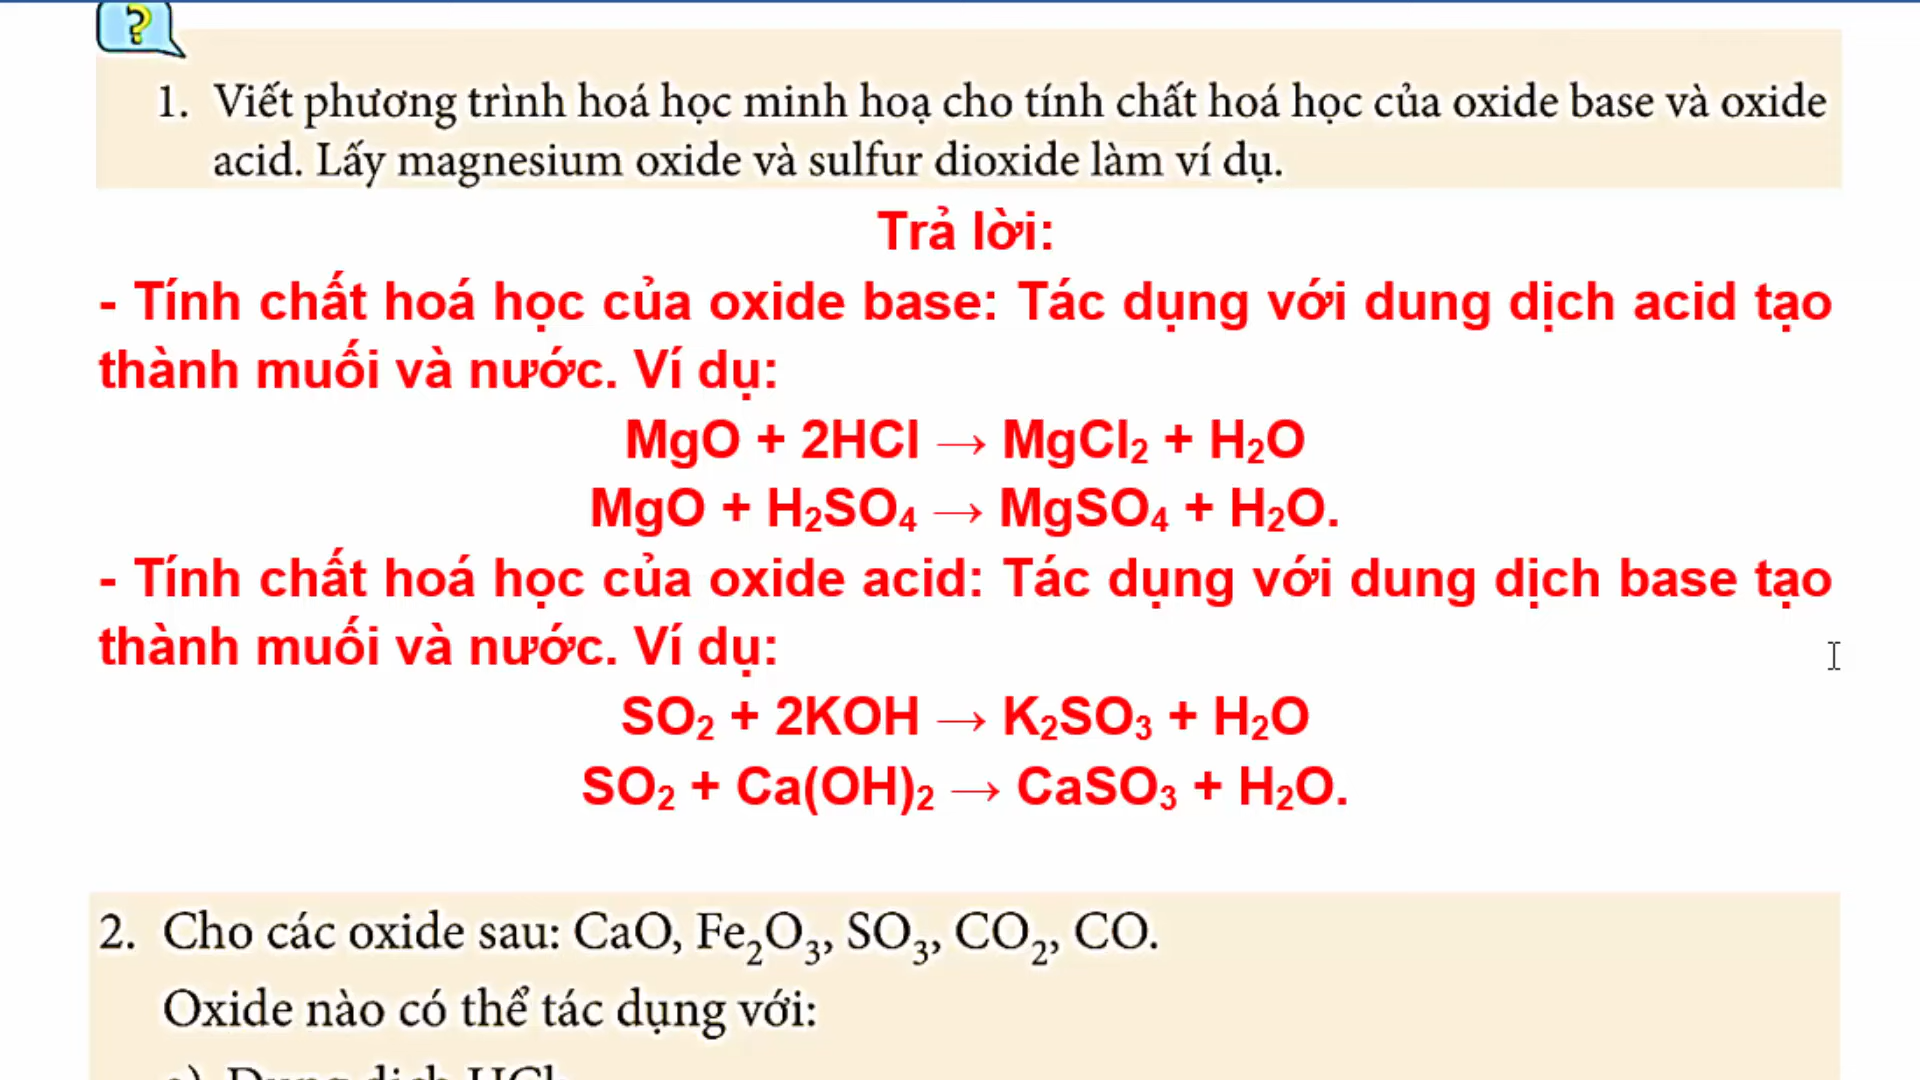 ?
1. Viết phương trình hoá học minh hoạ cho tính chất hoá học của oxide base và oxide
acid. Lấy magnesium oxide và sulfur dioxide làm ví dụ.
Trả lời:
- Tính chất hoá học của oxide base: Tác dụng với dung dịch acid tạo
thành muối và nước. Ví dụ:
MgO + 2HCl → MgCl₂ + H₂O
MgO + H₂SO₄ → MgSO₄ + H₂O.
- Tính chất hoá học của oxide acid: Tác dụng với dung dịch base tạo
thành muối và nước. Ví dụ:
SO₂ + 2KOH → K₂SO₃ + H₂O
SO₂ + Ca(OH)₂ → CaSO₃ + H₂O.
2. Cho các oxide sau: CaO, Fe₂O₃, SO₃, CO₂, CO.
Oxide nào có thể tác dụng với:
a) Dung dịch HCl